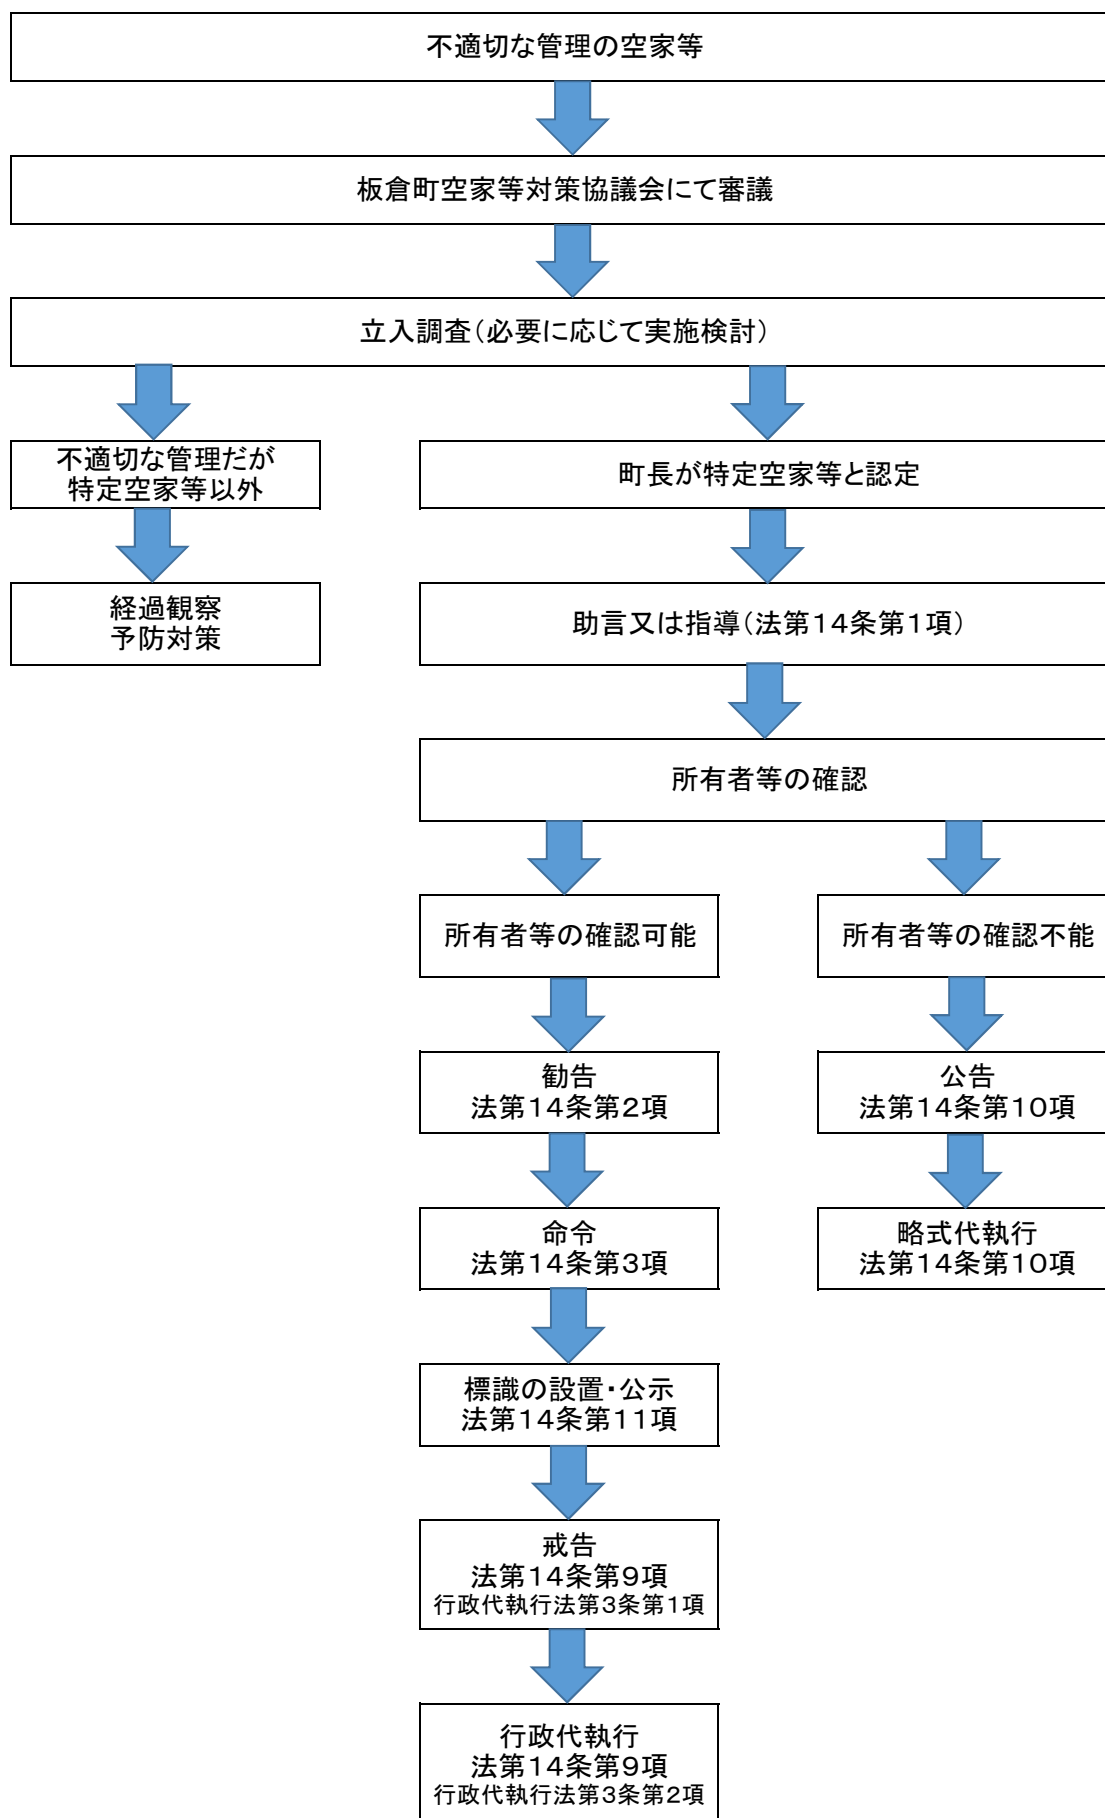 不適切な管理の空家等
板倉町空家等対策協議会にて審議
立入調査（必要に応じて実施検討）
不適切な管理だが
特定空家等以外
町長が特定空家等と認定
経過観察
予防対策
助言又は指導（法第１４条第１項）
所有者等の確認
所有者等の確認可能
所有者等の確認不能
勧告
法第１４条第２項
公告
法第１４条第１０項
命令
法第１４条第３項
略式代執行
法第１４条第１０項
標識の設置・公示
法第１４条第１１項
戒告
法第１４条第９項
行政代執行法第３条第１項
行政代執行
法第１４条第９項
行政代執行法第３条第２項